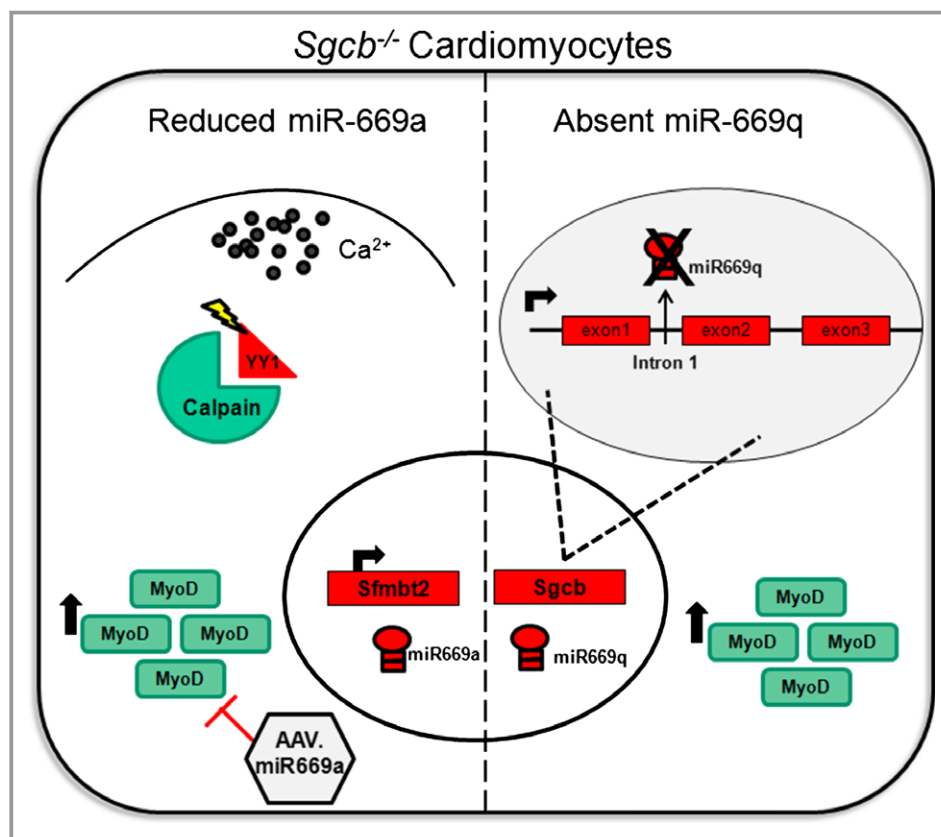 Sgcb-/- Cardiomyocytes
Reduced miR-669a
Absent miR-669q
Ca2+
YY1
Calpain
miR669q
exon1
exon2
exon3
Intron 1
Sfmbt2
Sgcb
miR669a
miR669q
MyoD
MyoD
MyoD
MyoD
AAV.
miR669a
MyoD
MyoD
MyoD
MyoD